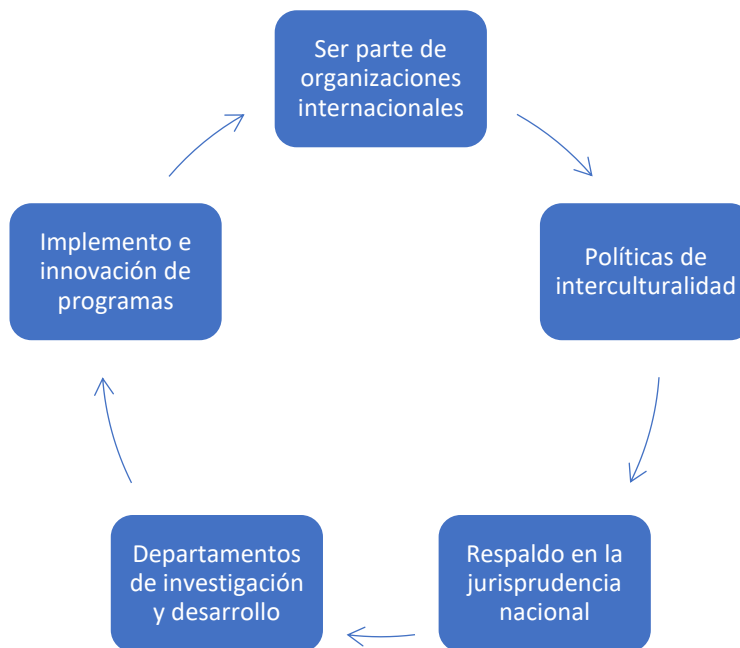 Ser parte de
organizaciones
internacionales
Políticas de
interculturalidad
Respaldo en la
jurisprudencia
nacional
Departamentos
de investigación
y desarrollo
Implemento e
innovación de
programas